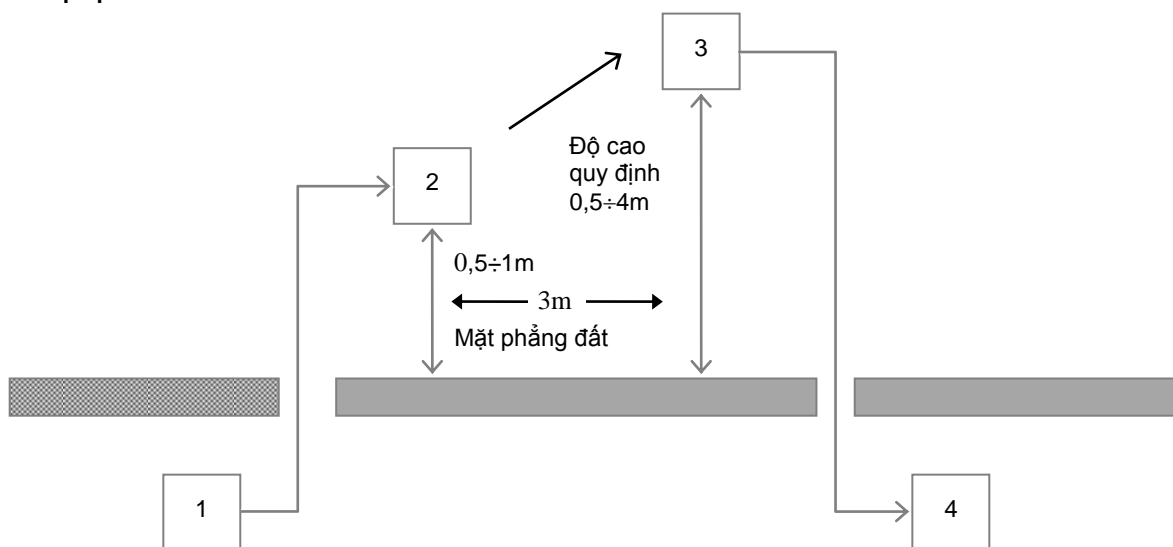 3
Độ cao
quy định
0,5÷4m
2
0,5÷1m
3m
Mặt phẳng đất
1
4